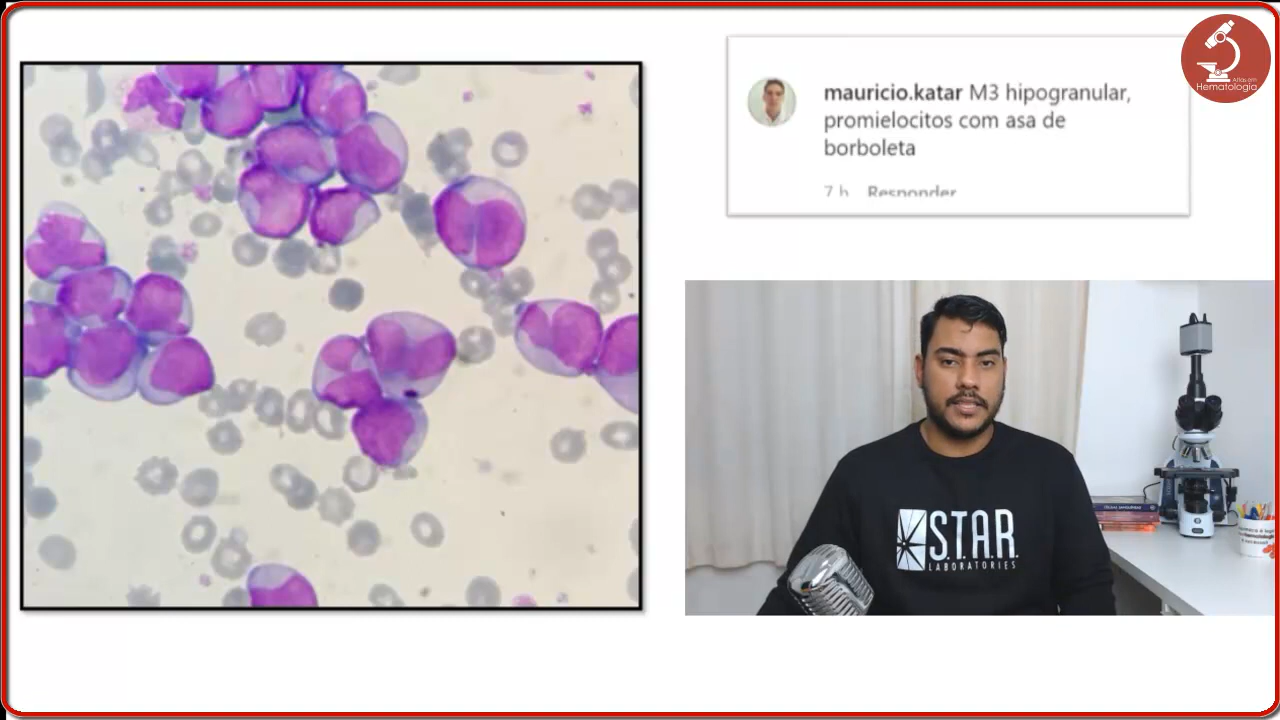 mauricio.katar M3 hipogranular,
promielocitos com asa de
borboleta
7 h Responder
Atlas em
Hematologia
S.T.A.R.
LABORATORIES